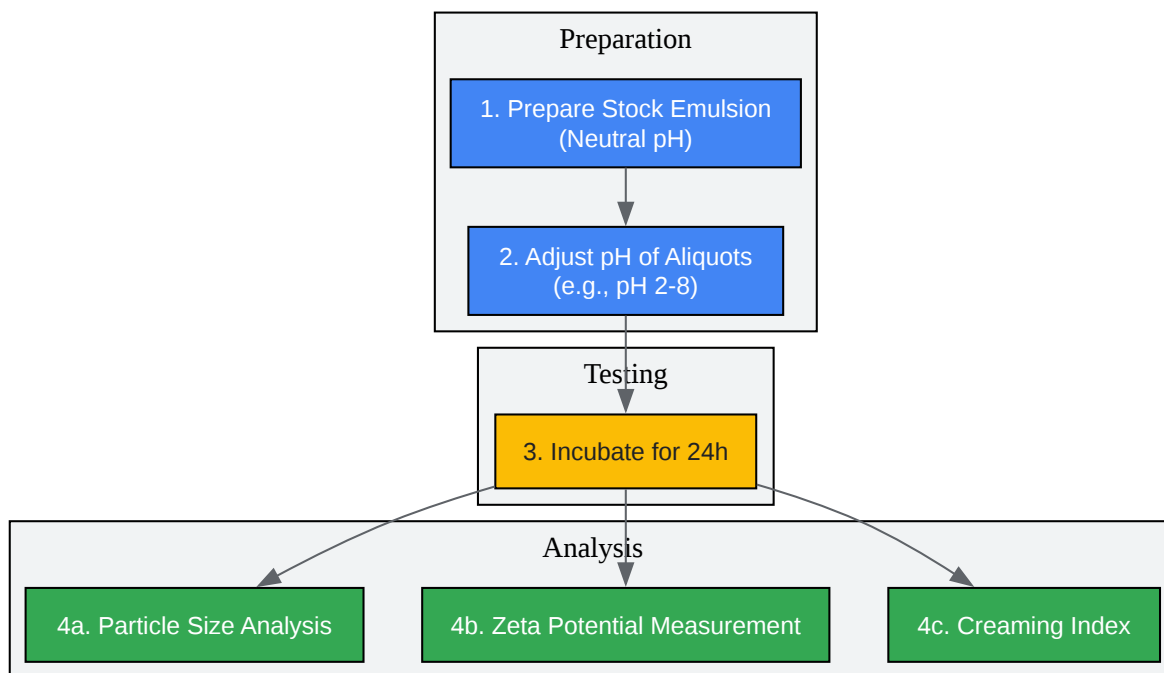 Preparation
1. Prepare Stock Emulsion
(Neutral pH)
2. Adjust pH of Aliquots
(e.g., pH 2-8)
Testing
3. Incubate for 24h
Analysis
4a. Particle Size Analysis
4b. Zeta Potential Measurement
4c. Creaming Index